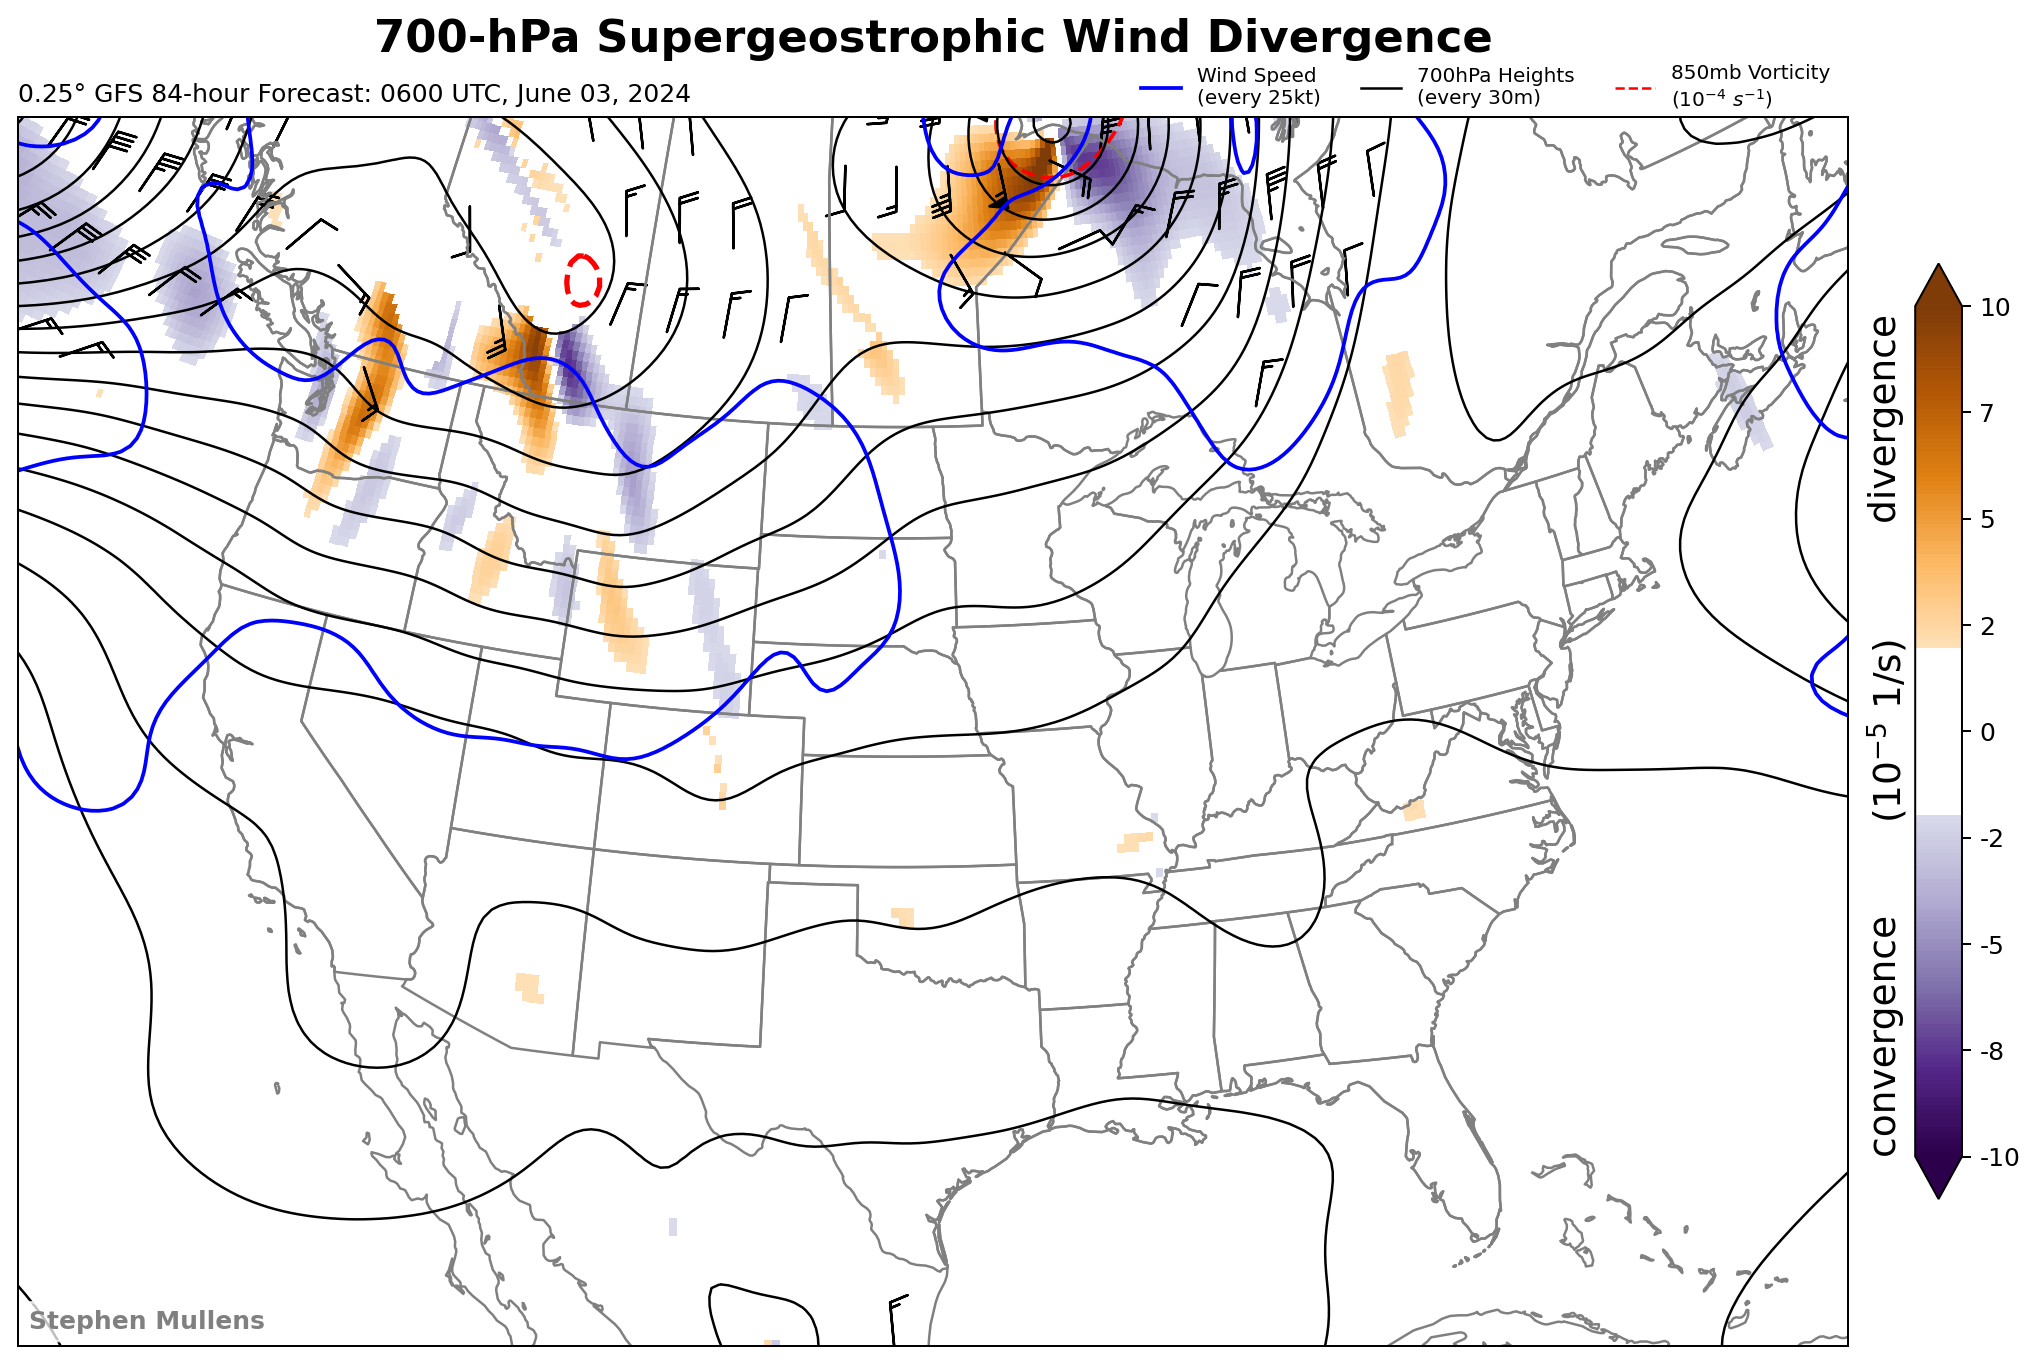 700-hPa Supergeostrophic Wind Divergence
0.25° GFS 84-hour Forecast: 0600 UTC, June 03, 2024
Wind Speed
(every 25kt)
700hPa Heights
(every 30m)
850mb Vorticity
(10⁻⁴ s⁻¹)
10
7
5
2
0
-2
-5
-8
-10
divergence
(10⁻⁵ 1/s)
convergence
Stephen Mullens